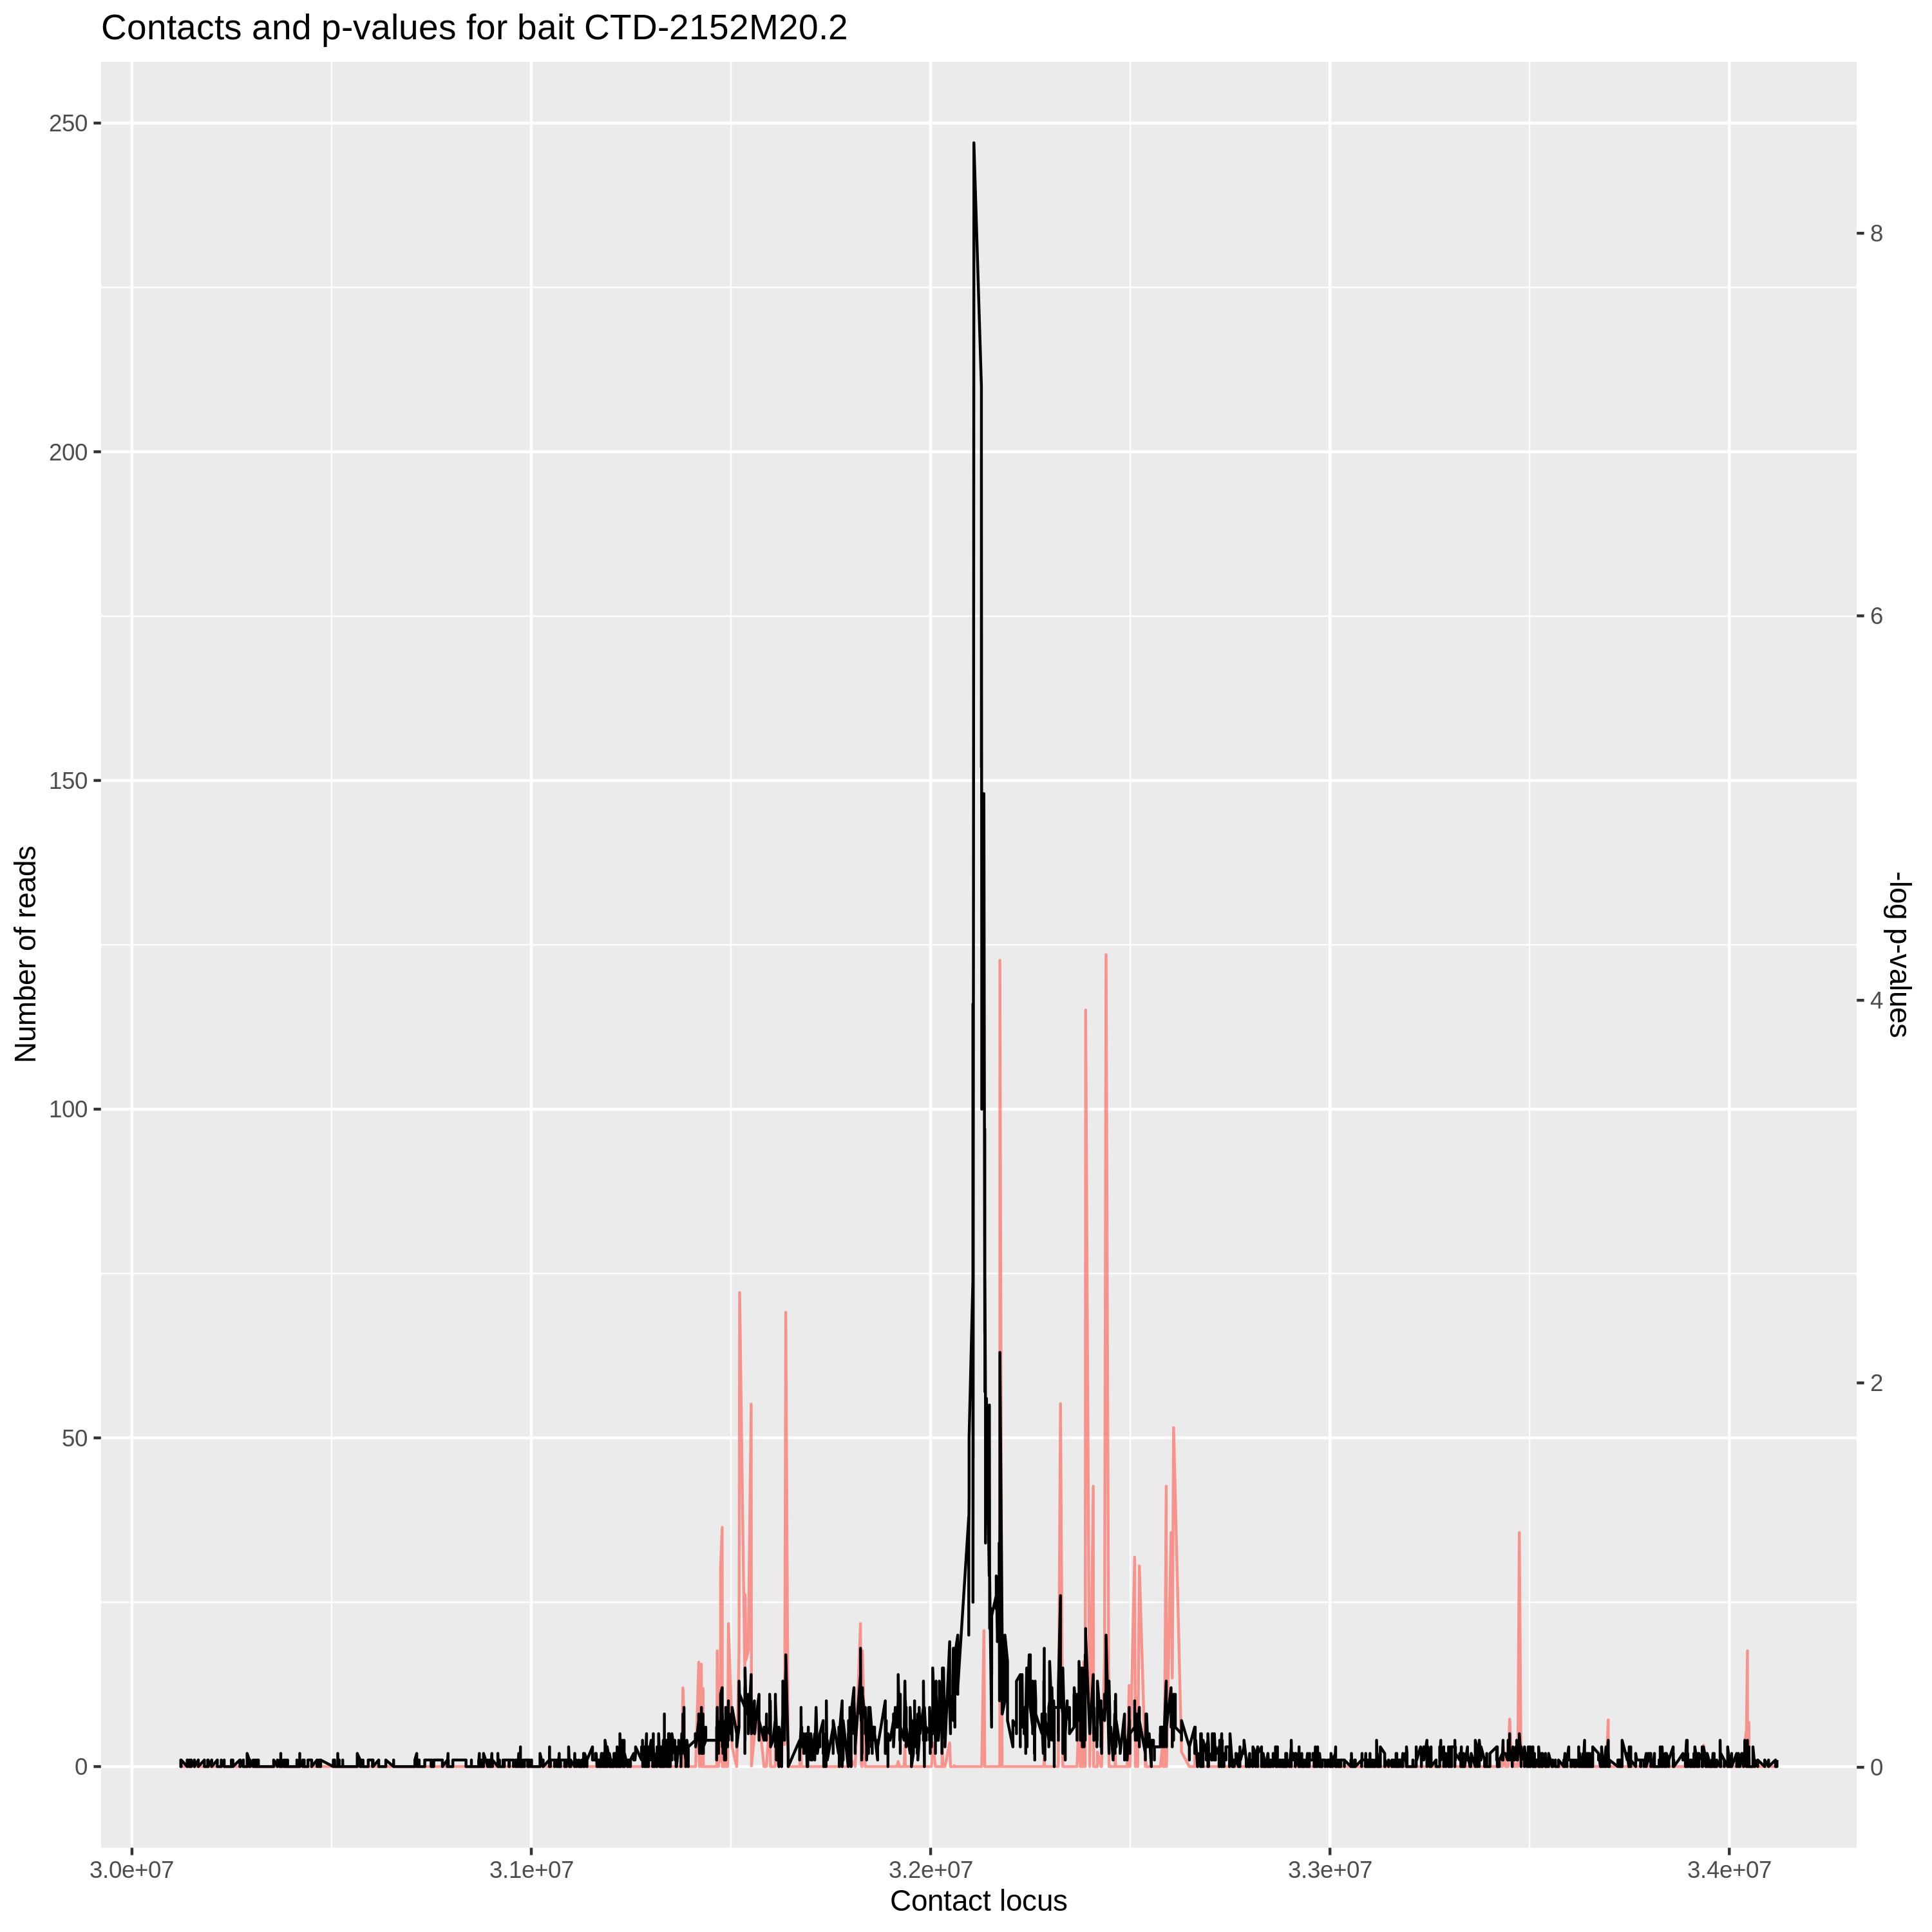 Contacts and p-values for bait CTD-2152M20.2
250
200
150
100
50
0
Number of reads
8
6
4
2
0
-log p-values
3.0e+07 3.1e+07 3.2e+07 3.3e+07 3.4e+07
Contact locus